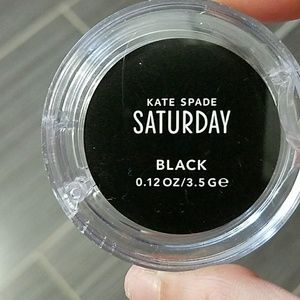 KATE SPADE
SATURDAY
BLACK
0.12 OZ/3.5 G℮